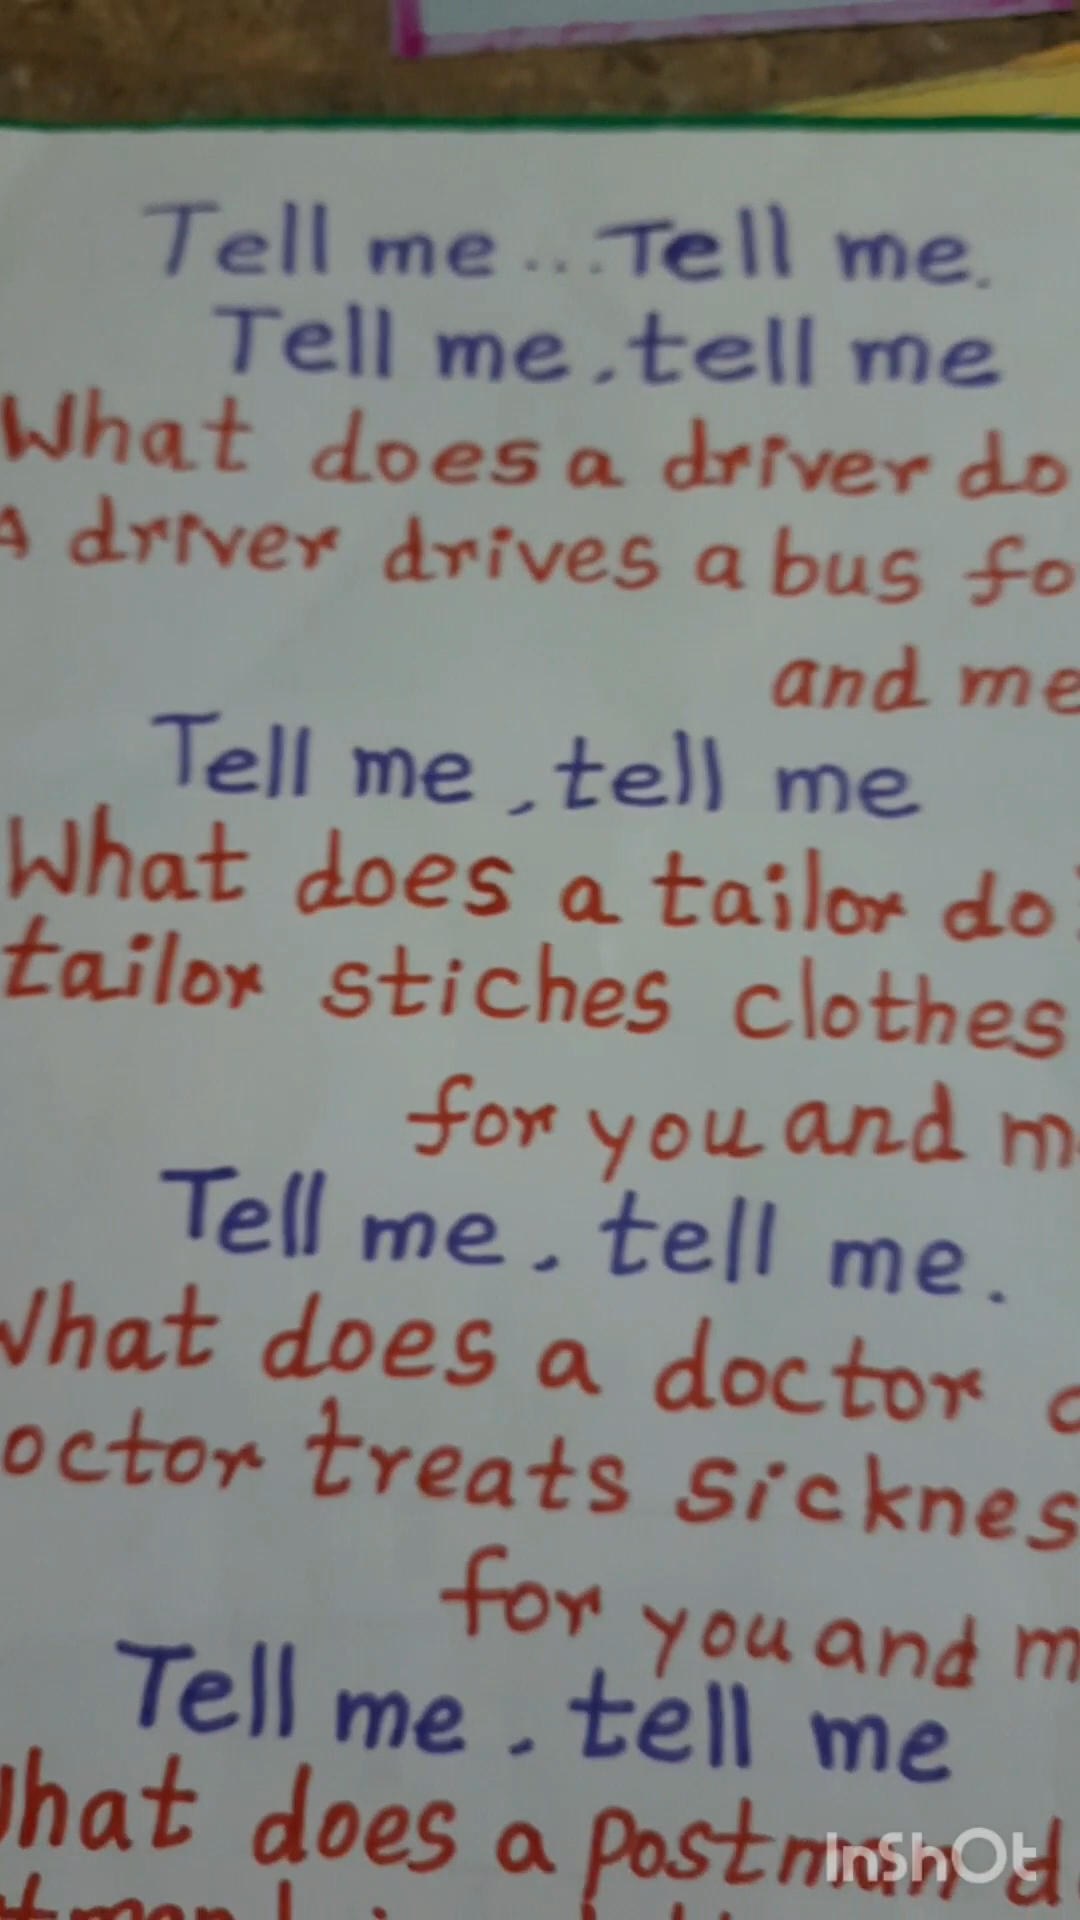 Tell me...Tell me.
Tell me, tell me
What does a driver do
A driver drives a bus fo
and me
Tell me, tell me
What does a tailor do
tailor stiches clothes
for you and m
Tell me, tell me.
What does a doctor
octor treats sicknes
for you and m
Tell me, tell me
hat does a postman d
InShOt